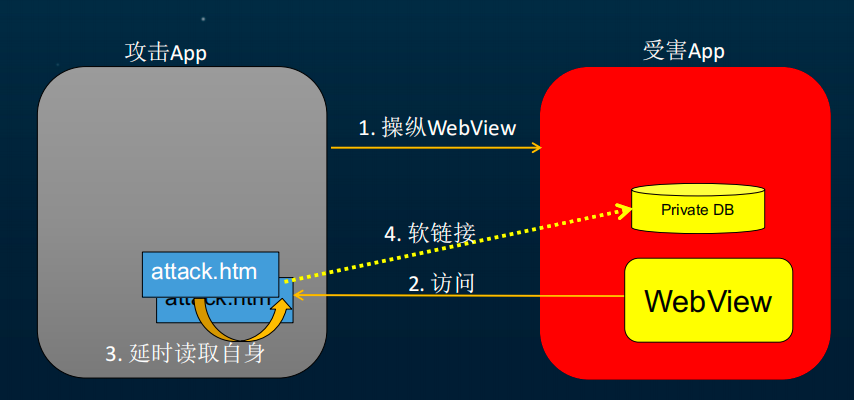 攻击App
受害App
1. 操纵WebView
Private DB
4. 软链接
attack.htm
2. 访问
WebView
attack.htm
3. 延时读取自身